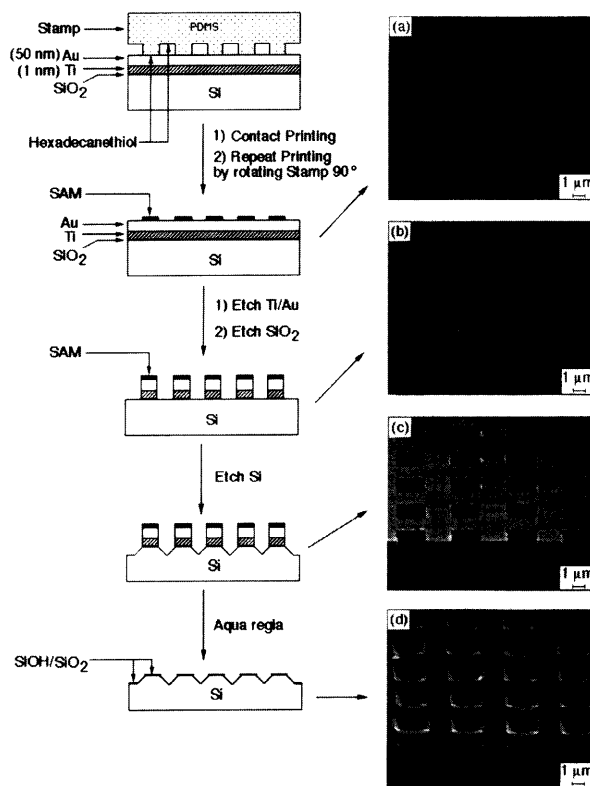 Stamp
PDMS
(50 nm) Au
(1 nm) Ti
SiO2
Si
Hexadecanethiol
1) Contact Printing
2) Repeat Printing
by rotating Stamp 90°
SAM
Au
Ti
SiO2
Si
1) Etch Ti/Au
2) Etch SiO2
SAM
Si
Etch Si
Si
Aqua regia
SiOH/SiO2
Si
(a)
1 μm
(b)
1 μm
(c)
1 μm
(d)
1 μm